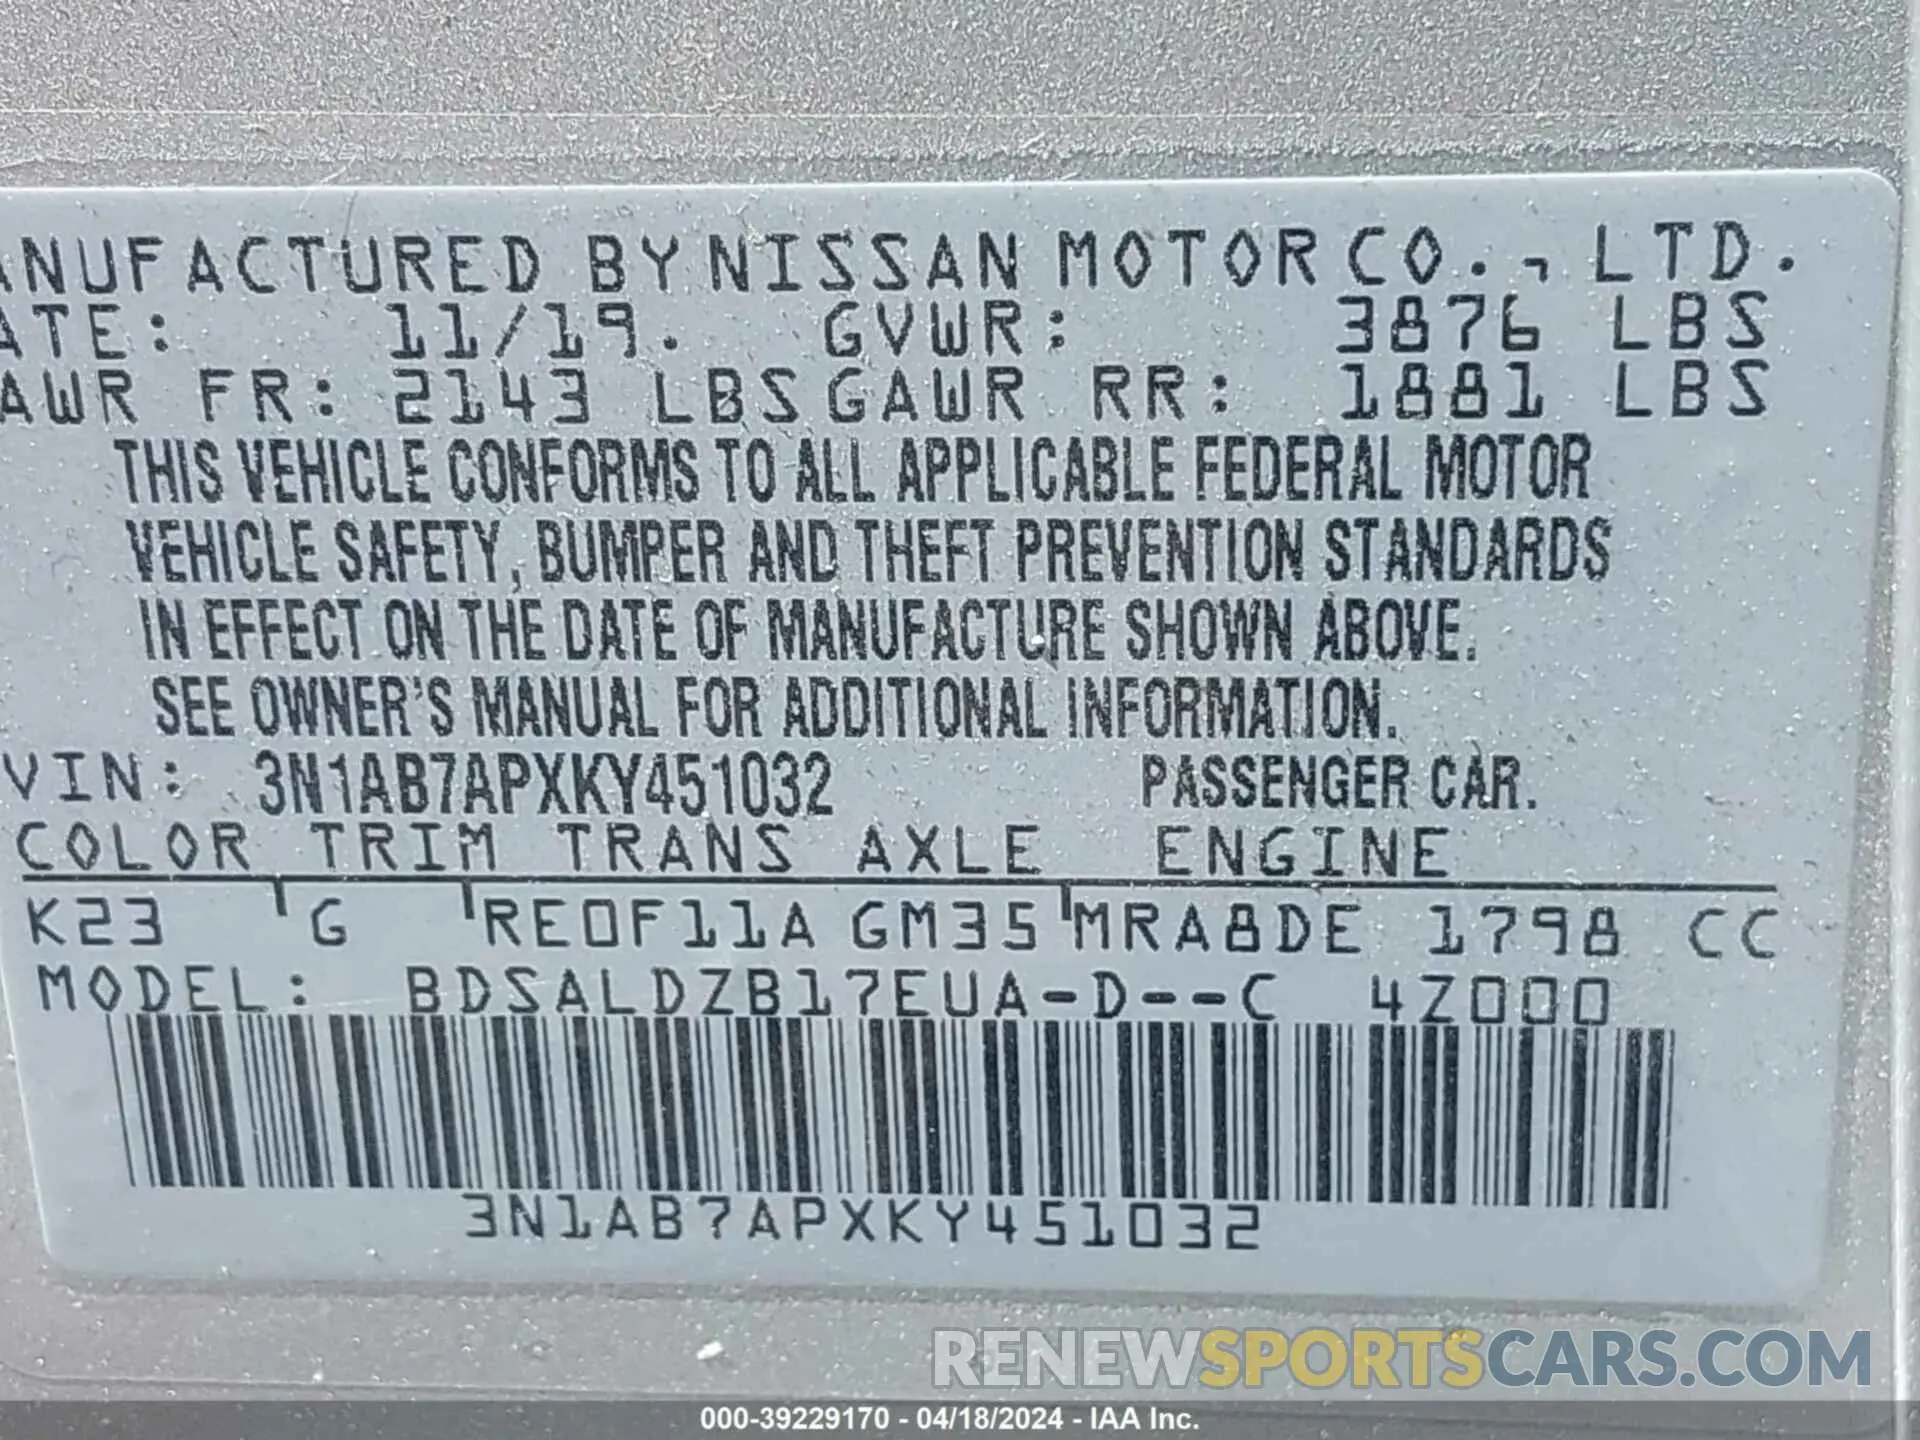 ANUFACTURED BY NISSAN MOTOR CO., LTD.
ATE: 11/19. GVWR: 3876 LBS
AWR FR: 2143 LBS GAWR RR: 1881 LBS
THIS VEHICLE CONFORMS TO ALL APPLICABLE FEDERAL MOTOR
VEHICLE SAFETY, BUMPER AND THEFT PREVENTION STANDARDS
IN EFFECT ON THE DATE OF MANUFACTURE SHOWN ABOVE.
SEE OWNER'S MANUAL FOR ADDITIONAL INFORMATION.
VIN: 3N1AB7APXKY451032 PASSENGER CAR.
COLOR TRIM TRANS AXLE ENGINE
K23 G RE0F11A GM35 MRA8DE 1798 CC
MODEL: BDSALDZB17EUA-D--C 4Z000
3N1AB7APXKY451032
RENEWSPORTSCARS.COM
000-39229170 - 04/18/2024 - IAA Inc.